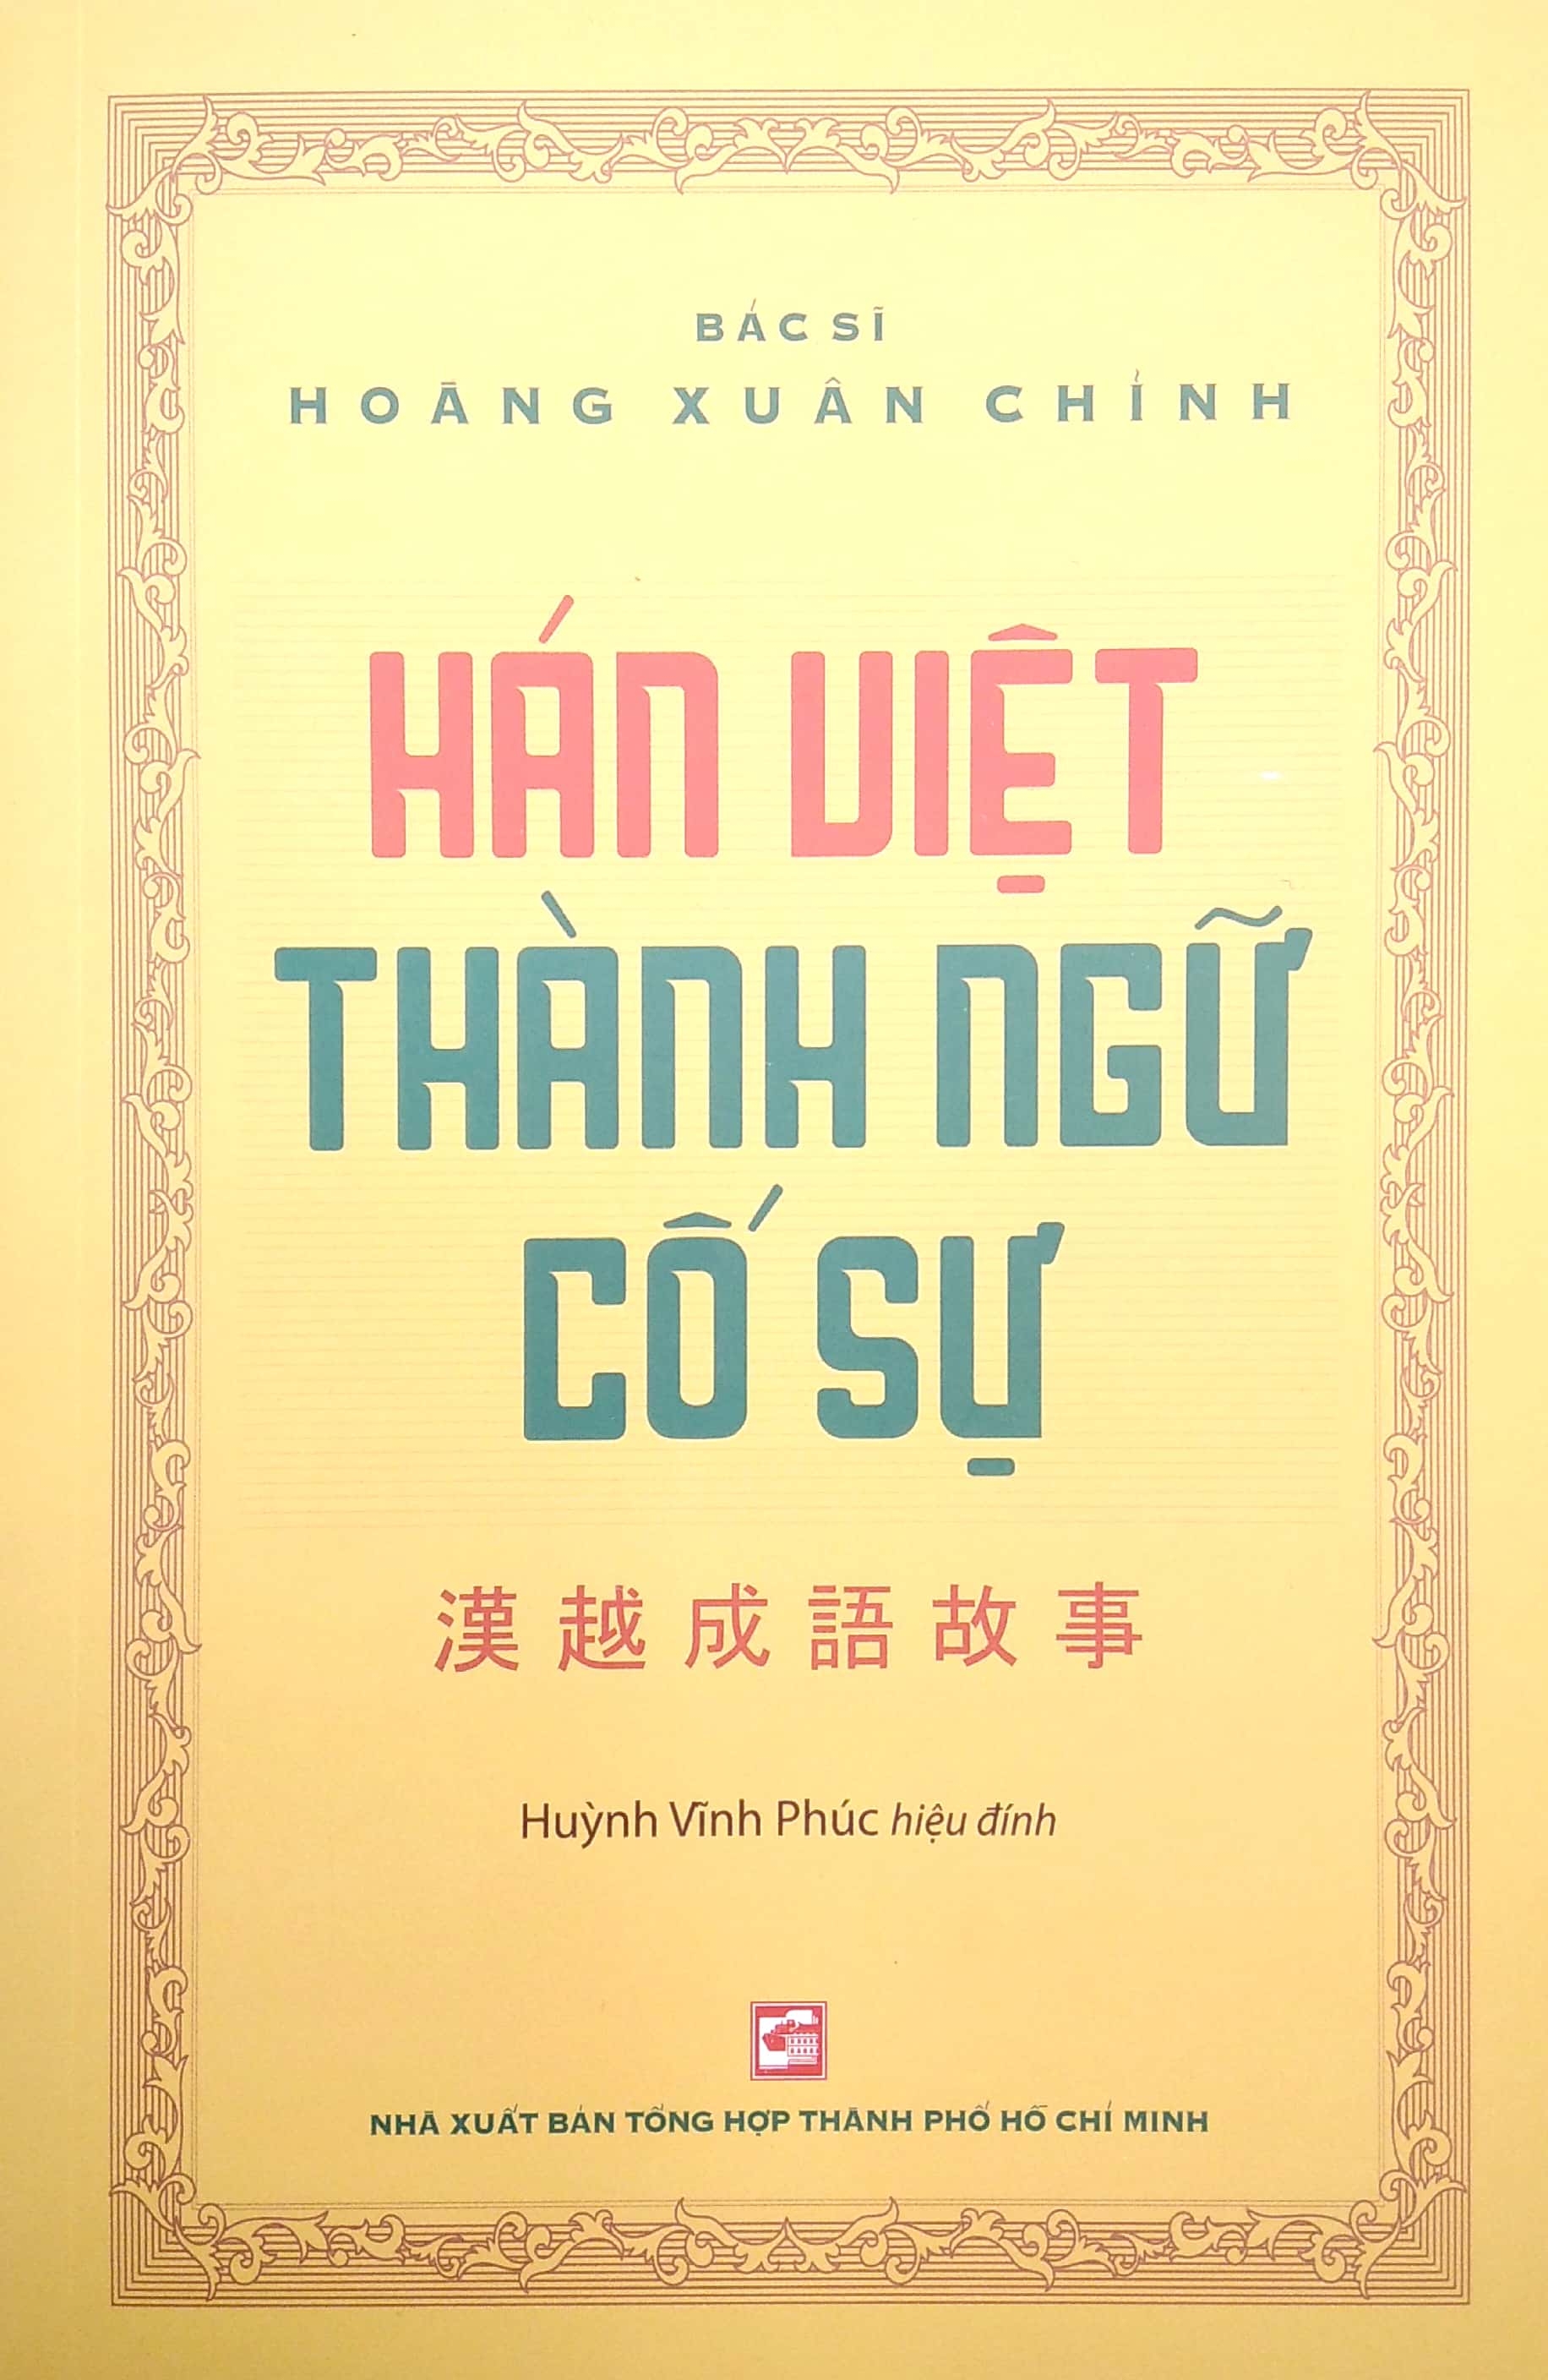 BÁC SĨ
HOÀNG XUÂN CHỈNH
HÁN VIỆT
THÀNH NGỮ
CỐ SỰ
漢越成語故事
Huỳnh Vĩnh Phúc hiệu đính
NHÀ XUẤT BẢN TỔNG HỢP THÀNH PHỐ HỒ CHÍ MINH